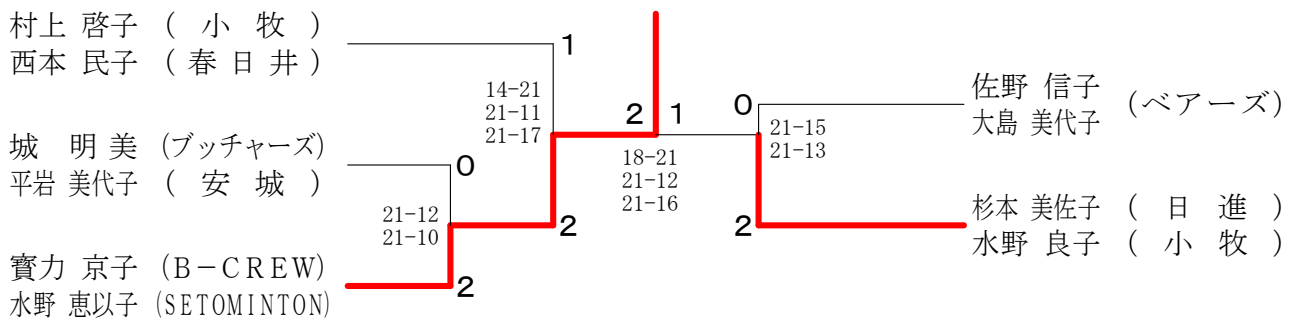 村上 啓子 ( 小 牧 )
西本 民子 ( 春 日 井 )
1
14-21
21-11
21-17
城 明 美 (ブッチャーズ)
平岩 美代子 ( 安 城 )
0
21-12
21-10
2
寳力 京子 (B-CREW)
水野 恵以子 (SETOMINTON)
2
2
1
18-21
21-12
21-16
0
21-15
21-13
2
佐野 信子
大島 美代子
(ベアーズ)
杉本 美佐子 ( 日 進 )
水野 良子 ( 小 牧 )